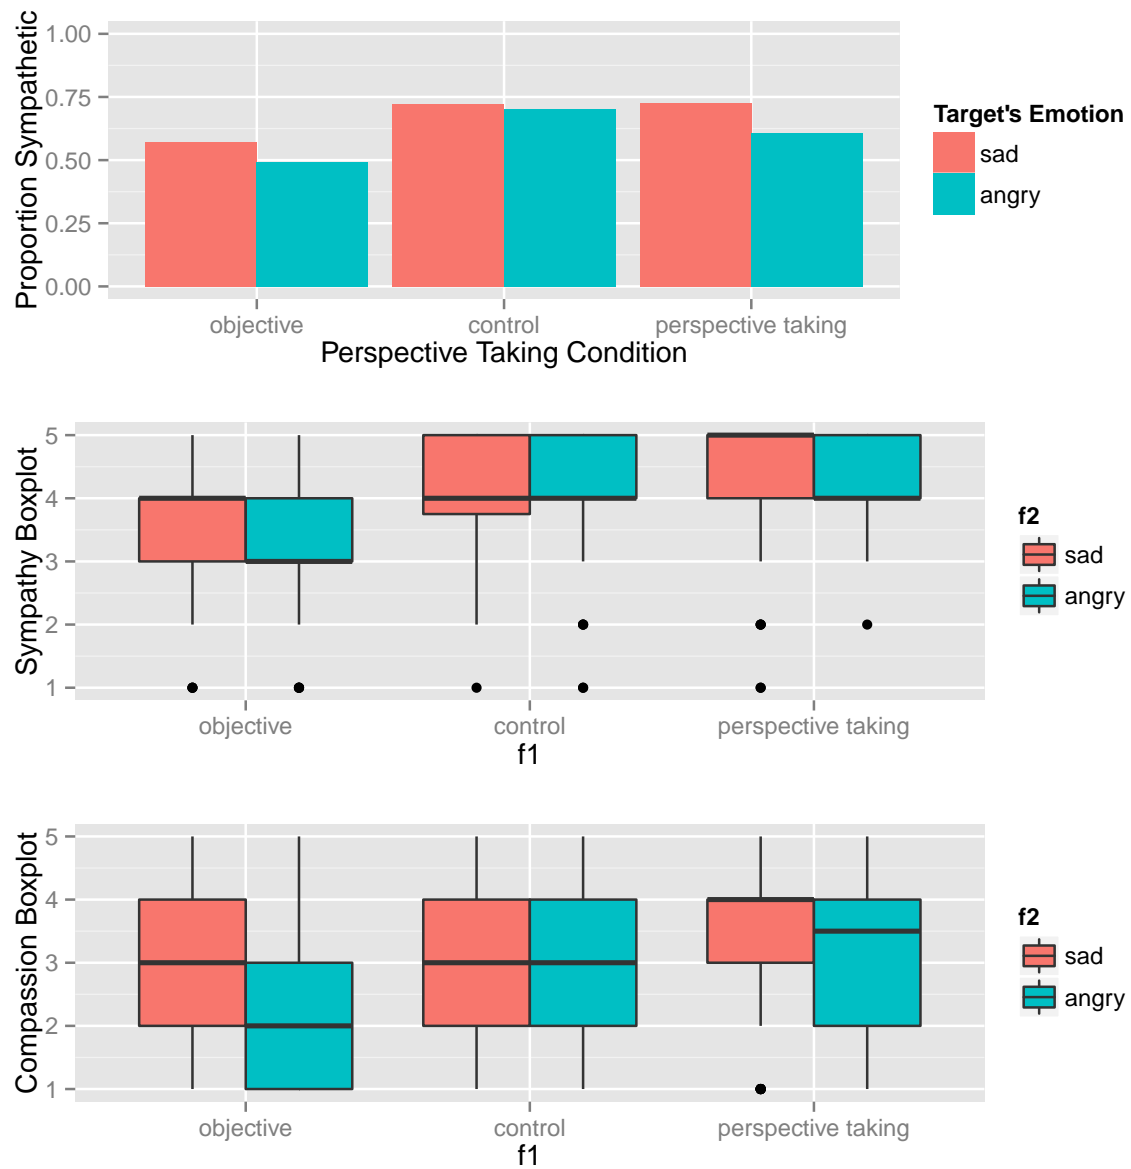 Proportion Sympathetic
1.00
0.75
0.50
0.25
0.00
objective control perspective taking
Perspective Taking Condition
Target's Emotion
sad
angry
Sympathy Boxplot
5
4
3
2
1
objective control perspective taking
f1
f2
sad
angry
Compassion Boxplot
5
4
3
2
1
objective control perspective taking
f1
f2
sad
angry